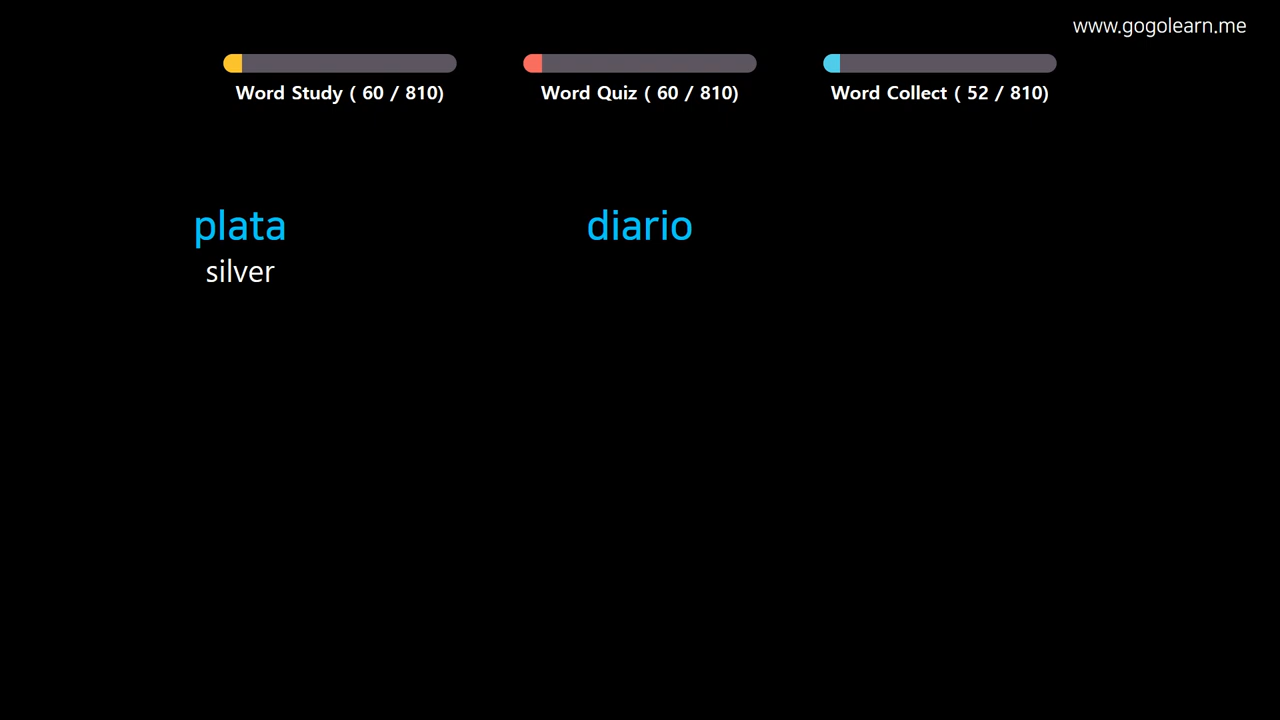 www.gogolearn.me
Word Study ( 60 / 810)
Word Quiz ( 60 / 810)
Word Collect ( 52 / 810)
plata
silver
diario